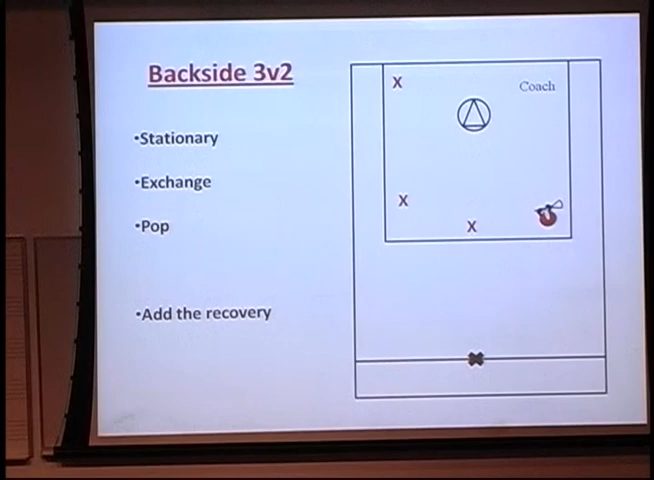 Backside 3v2
•Stationary
•Exchange
•Pop
•Add the recovery
X
Coach
X
X